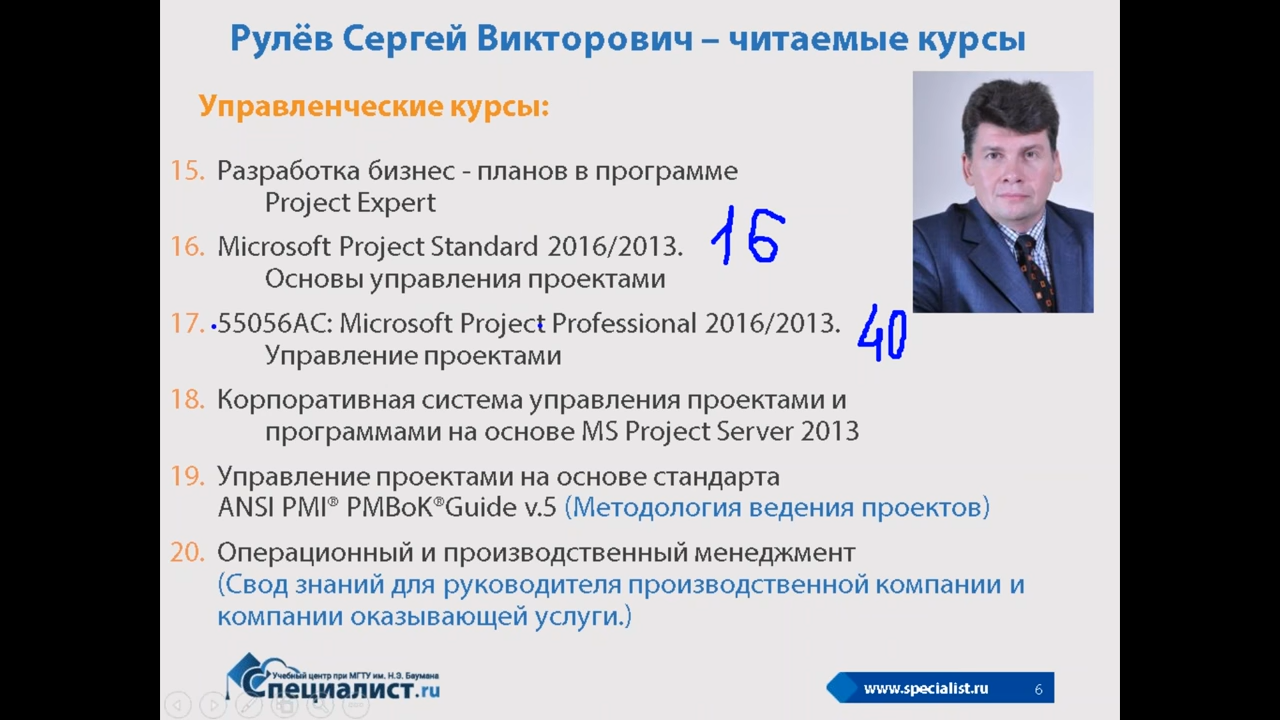 Рулёв Сергей Викторович – читаемые курсы
Управленческие курсы:
15. Разработка бизнес - планов в программе
Project Expert
16. Microsoft Project Standard 2016/2013.
Основы управления проектами
16
17. 55056AC: Microsoft Project Professional 2016/2013.
Управление проектами
40
18. Корпоративная система управления проектами и
программами на основе MS Project Server 2013
19. Управление проектами на основе стандарта
ANSI PMI® PMBoK®Guide v.5 (Методология ведения проектов)
20. Операционный и производственный менеджмент
(Свод знаний для руководителя производственной компании и
компании оказывающей услуги.)
Учебный центр при МГТУ им. Н.Э. Баумана
Специалист.ru
www.specialist.ru 6